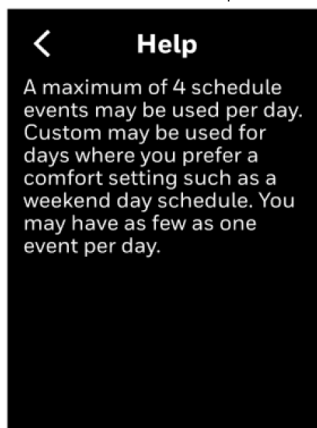 Help
A maximum of 4 schedule
events may be used per day.
Custom may be used for
days where you prefer a
comfort setting such as a
weekend day schedule. You
may have as few as one
event per day.